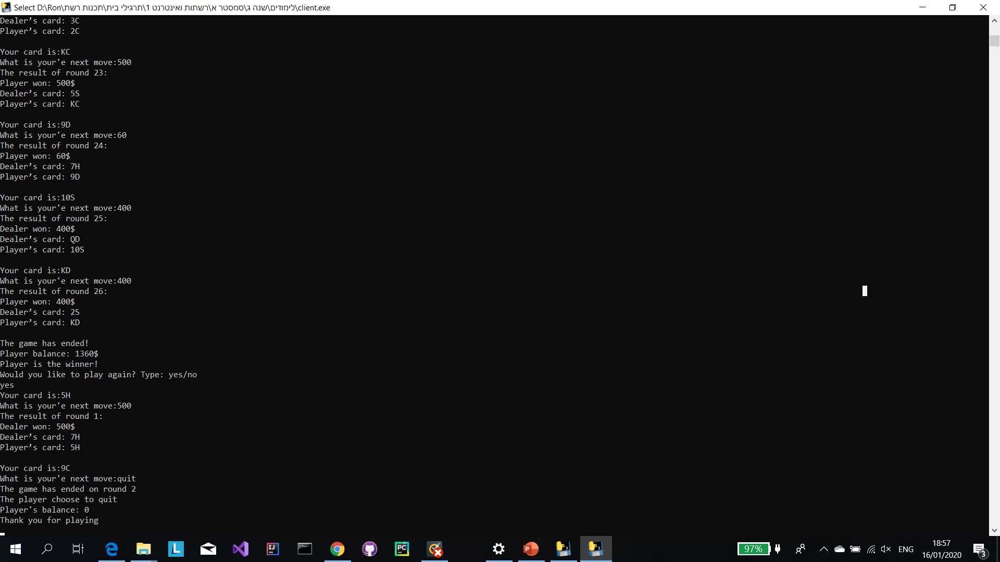 Select D:\Ron\לימודים\שנה ג\סמסטר א\רשתות ואינטרנט 1\תרגילי בית\תכנות רשת\client.exe
Dealer’s card: 3C
Player’s card: 2C
Your card is:KC
What is your'e next move:500
The result of round 23:
Player won: 500$
Dealer’s card: 5S
Player’s card: KC
Your card is:9D
What is your'e next move:60
The result of round 24:
Player won: 60$
Dealer’s card: 7H
Player’s card: 9D
Your card is:10S
What is your'e next move:400
The result of round 25:
Dealer won: 400$
Dealer’s card: QD
Player’s card: 10S
Your card is:KD
What is your'e next move:400
The result of round 26:
Player won: 400$
Dealer’s card: 2S
Player’s card: KD
The game has ended!
Player balance: 1360$
Player is the winner!
Would you like to play again? Type: yes/no
yes
Your card is:5H
What is your'e next move:500
The result of round 1:
Dealer won: 500$
Dealer’s card: 7H
Player’s card: 5H
Your card is:9C
What is your'e next move:quit
The game has ended on round 2
The player choose to quit
Player's balance: 0
Thank you for playing
97%
ENG
18:57
16/01/2020
3